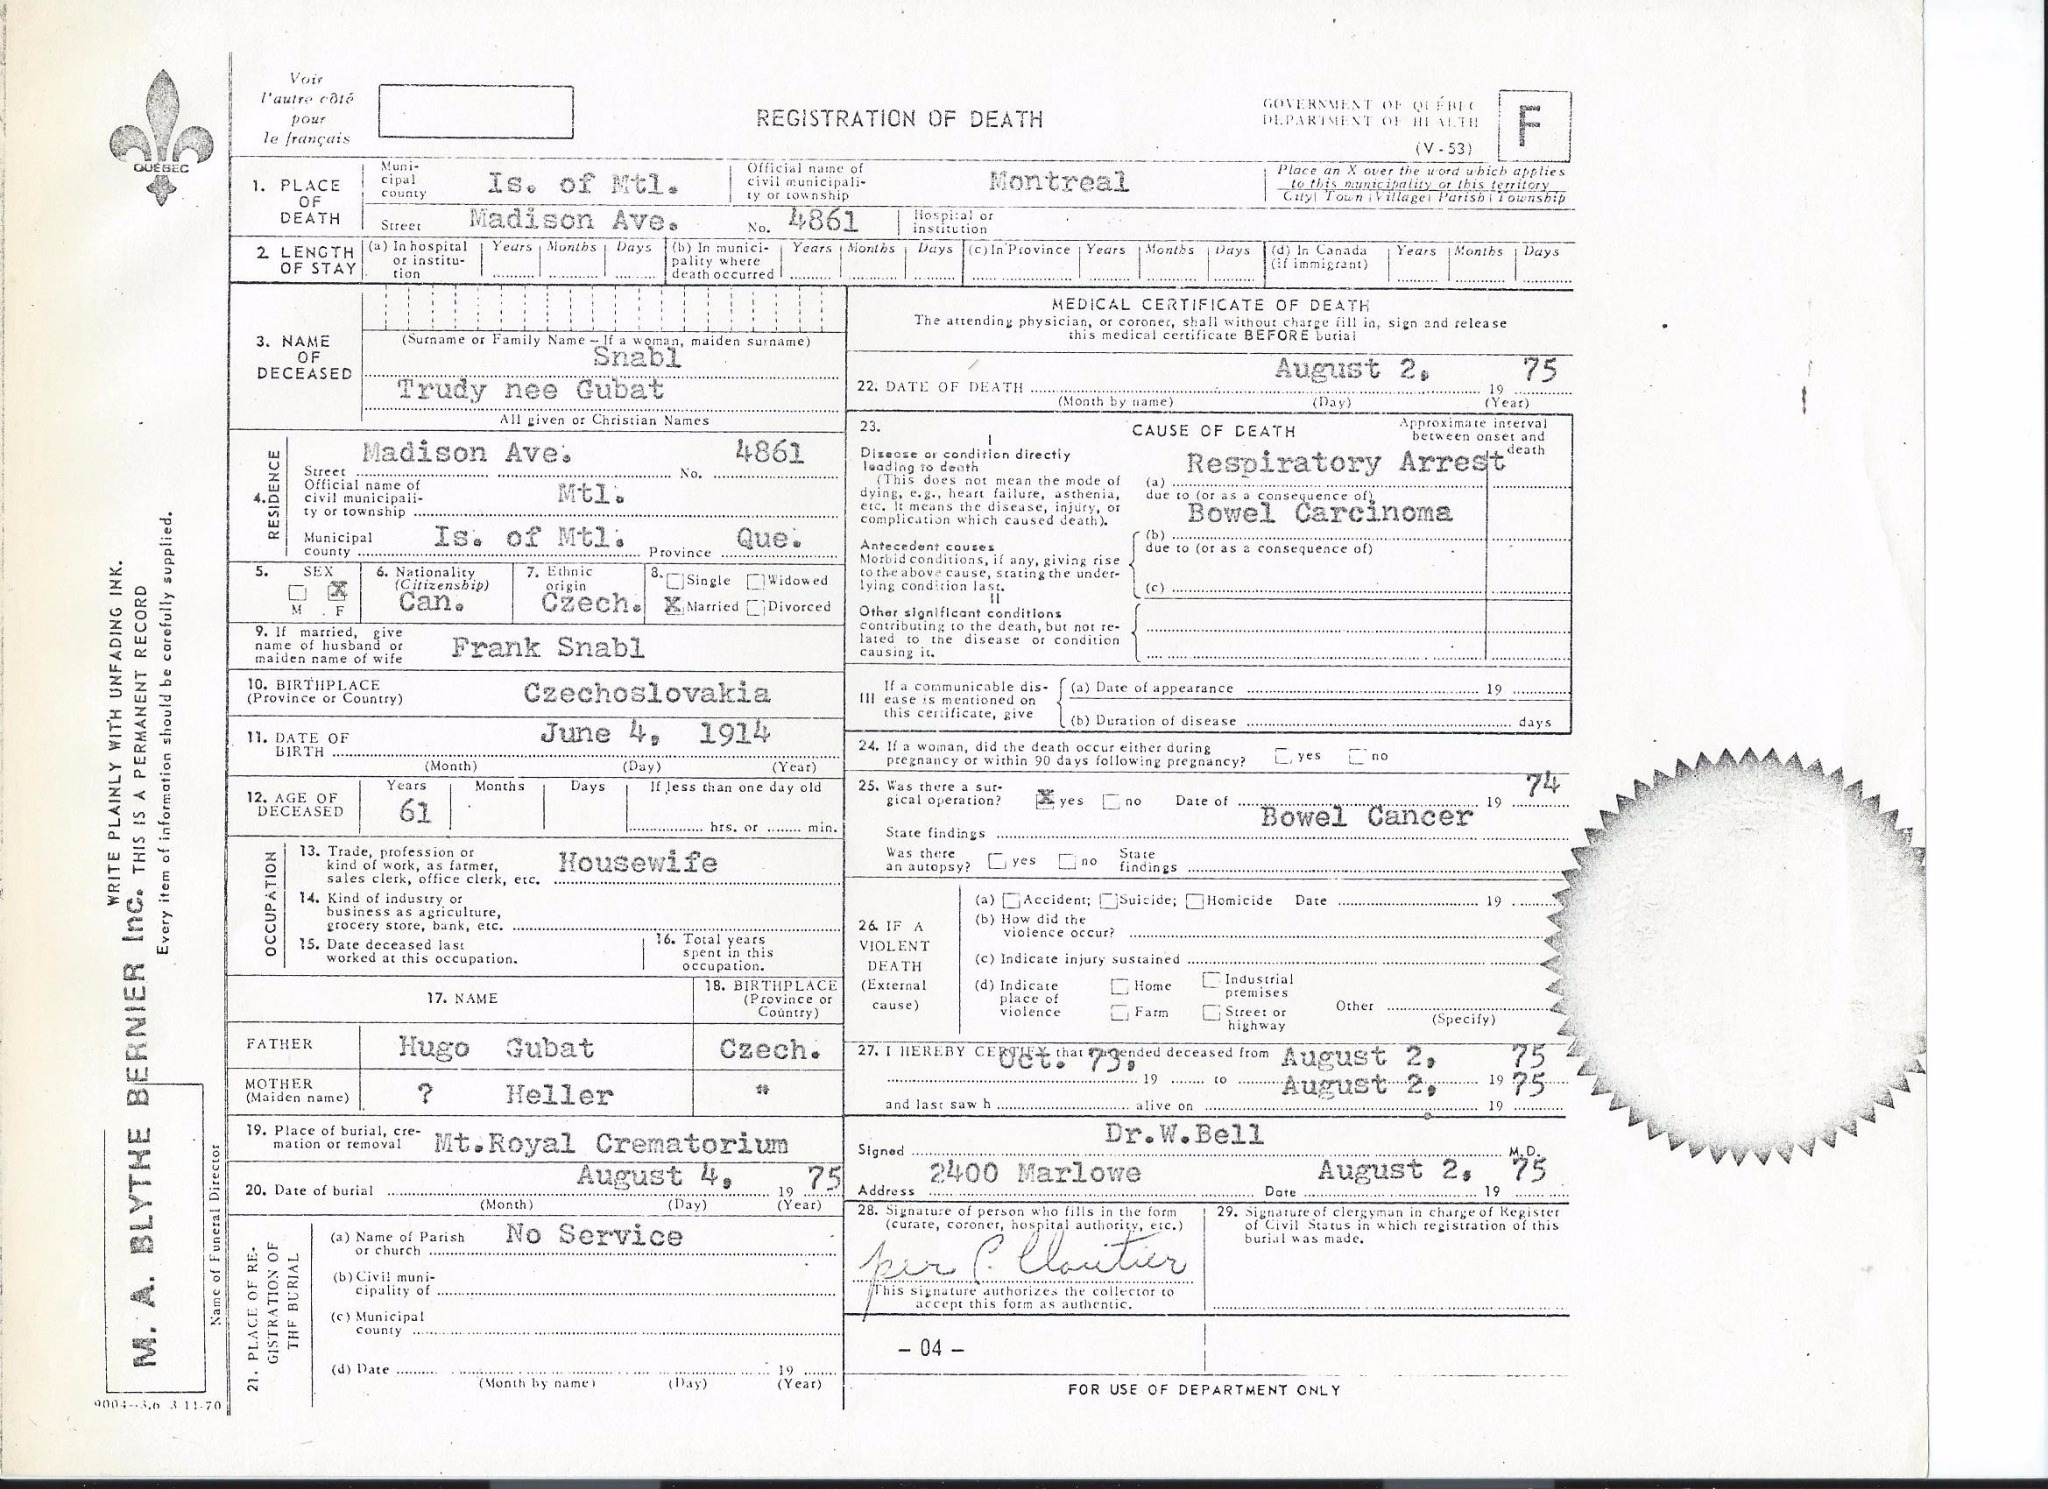 Voir
l'autre côté
pour
le français
REGISTRATION OF DEATH
GOVERNMENT OF QUÉBEC
DEPARTMENT OF HEALTH
(V - 53)
F
QUÉBEC
1. PLACE OF DEATH
Municipal county Is. of Mtl.
Official name of civil municipality or township Montreal
Place an X over the word which applies to this municipality or this territory
City | Town | Village | Parish | Township
Street Madison Ave. No. 4861
Hospital or institution
2. LENGTH OF STAY
(a) In hospital or institution Years Months Days
(b) In municipality where death occurred Years Months Days
(c) In Province Years Months Days
(d) In Canada (if immigrant) Years Months Days
3. NAME OF DECEASED
(Surname or Family Name - If a woman, maiden surname)
Snabl
Trudy nee Gubat
All given or Christian Names
4. RESIDENCE
Madison Ave. 4861
Street No.
Official name of civil municipality or township Mtl.
Municipal county Is. of Mtl. Province Que.
5. SEX
M X F
6. Nationality (Citizenship)
Can.
7. Ethnic origin
Czech.
8. Single Widowed
X Married Divorced
9. If married, give name of husband or maiden name of wife Frank Snabl
10. BIRTHPLACE (Province or Country) Czechoslovakia
11. DATE OF BIRTH June 4, 1914
(Month) (Day) (Year)
12. AGE OF DECEASED
Years Months Days If less than one day old
61
hrs. or min.
OCCUPATION
13. Trade, profession or kind of work, as farmer, sales clerk, office clerk, etc. Housewife
14. Kind of industry or business as agriculture, grocery store, bank, etc.
15. Date deceased last worked at this occupation.
16. Total years spent in this occupation.
17. NAME
18. BIRTHPLACE (Province or Country)
FATHER Hugo Gubat Czech.
MOTHER (Maiden name) ? Heller "
19. Place of burial, cremation or removal Mt.Royal Crematorium
20. Date of burial August 4, 19 75
(Month) (Day) (Year)
21. PLACE OF REGISTRATION OF THE BURIAL
(a) Name of Parish or church No Service
(b) Civil municipality of
(c) Municipal county
(d) Date 19
(Month by name) (Day) (Year)
MEDICAL CERTIFICATE OF DEATH
The attending physician, or coroner, shall without charge fill in, sign and release
this medical certificate BEFORE burial
22. DATE OF DEATH August 2, 19 75
(Month by name) (Day) (Year)
23. CAUSE OF DEATH
Approximate interval between onset and death
I
Disease or condition directly leading to death
(This does not mean the mode of dying, e.g., heart failure, asthenia, etc. It means the disease, injury, or complication which caused death).
Respiratory Arrest
(a)
due to (or as a consequence of)
Bowel Carcinoma
Antecedent causes
Morbid conditions, if any, giving rise to the above cause, stating the underlying condition last.
(b)
due to (or as a consequence of)
(c)
II
Other significant conditions
contributing to the death, but not related to the disease or condition causing it.
III If a communicable disease is mentioned on this certificate, give
(a) Date of appearance 19
(b) Duration of disease days
24. If a woman, did the death occur either during pregnancy or within 90 days following pregnancy? yes no
25. Was there a surgical operation? X yes no Date of 19 74
State findings Bowel Cancer
Was there an autopsy? yes no State findings
26. IF A VIOLENT DEATH (External cause)
(a) Accident; Suicide; Homicide Date 19
(b) How did the violence occur?
(c) Indicate injury sustained
(d) Indicate place of violence
Home Industrial premises
Farm Street or highway
Other
(Specify)
27. I HEREBY CERTIFY that I attended deceased from August 2, 75
Oct. 73, 19 to August 2, 19 75
and last saw h alive on 19
Signed Dr.W.Bell M.D.
Address 2400 Marlowe Date August 2, 19 75
28. Signature of person who fills in the form (curate, coroner, hospital authority, etc.)
per P. Cloutier
This signature authorizes the collector to accept this form as authentic.
29. Signature of clergyman in charge of Register of Civil Status in which registration of this burial was made.
- 04 -
FOR USE OF DEPARTMENT ONLY
WRITE PLAINLY WITH UNFADING INK.
THIS IS A PERMANENT RECORD
Every item of information should be carefully supplied.
M. A. BLYTHE BERNIER Inc.
Name of Funeral Director
9004--3,6 3-11-70